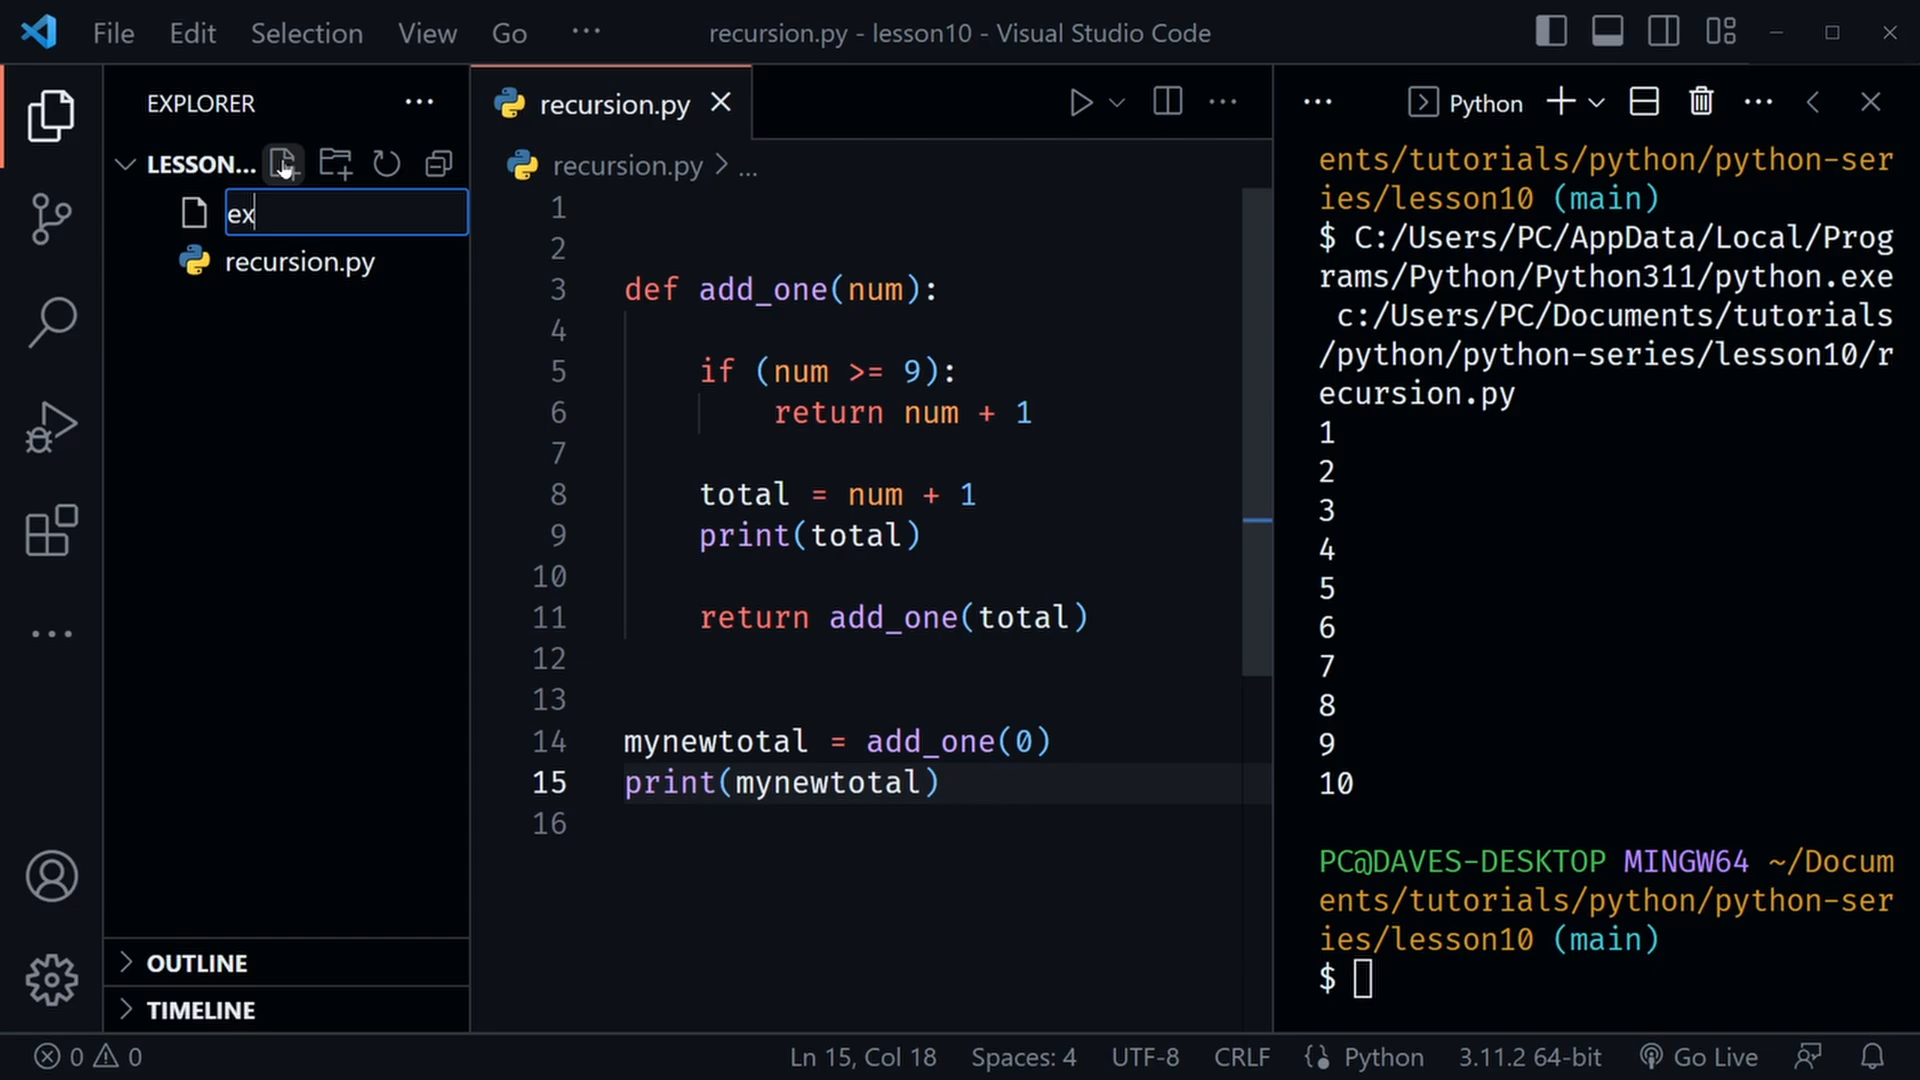 File Edit Selection View Go ... recursion.py - lesson10 - Visual Studio Code
EXPLORER
LESSON...
ex
recursion.py
OUTLINE
TIMELINE
recursion.py
recursion.py > ...
1
2
3 def add_one(num):
4
5 if (num >= 9):
6 return num + 1
7
8 total = num + 1
9 print(total)
10
11 return add_one(total)
12
13
14 mynewtotal = add_one(0)
15 print(mynewtotal)
16
Python
ents/tutorials/python/python-ser
ies/lesson10 (main)
$ C:/Users/PC/AppData/Local/Prog
rams/Python/Python311/python.exe
c:/Users/PC/Documents/tutorials
/python/python-series/lesson10/r
ecursion.py
1
2
3
4
5
6
7
8
9
10
PC@DAVES-DESKTOP MINGW64 ~/Docum
ents/tutorials/python/python-ser
ies/lesson10 (main)
$
0 0 Ln 15, Col 18 Spaces: 4 UTF-8 CRLF Python 3.11.2 64-bit Go Live